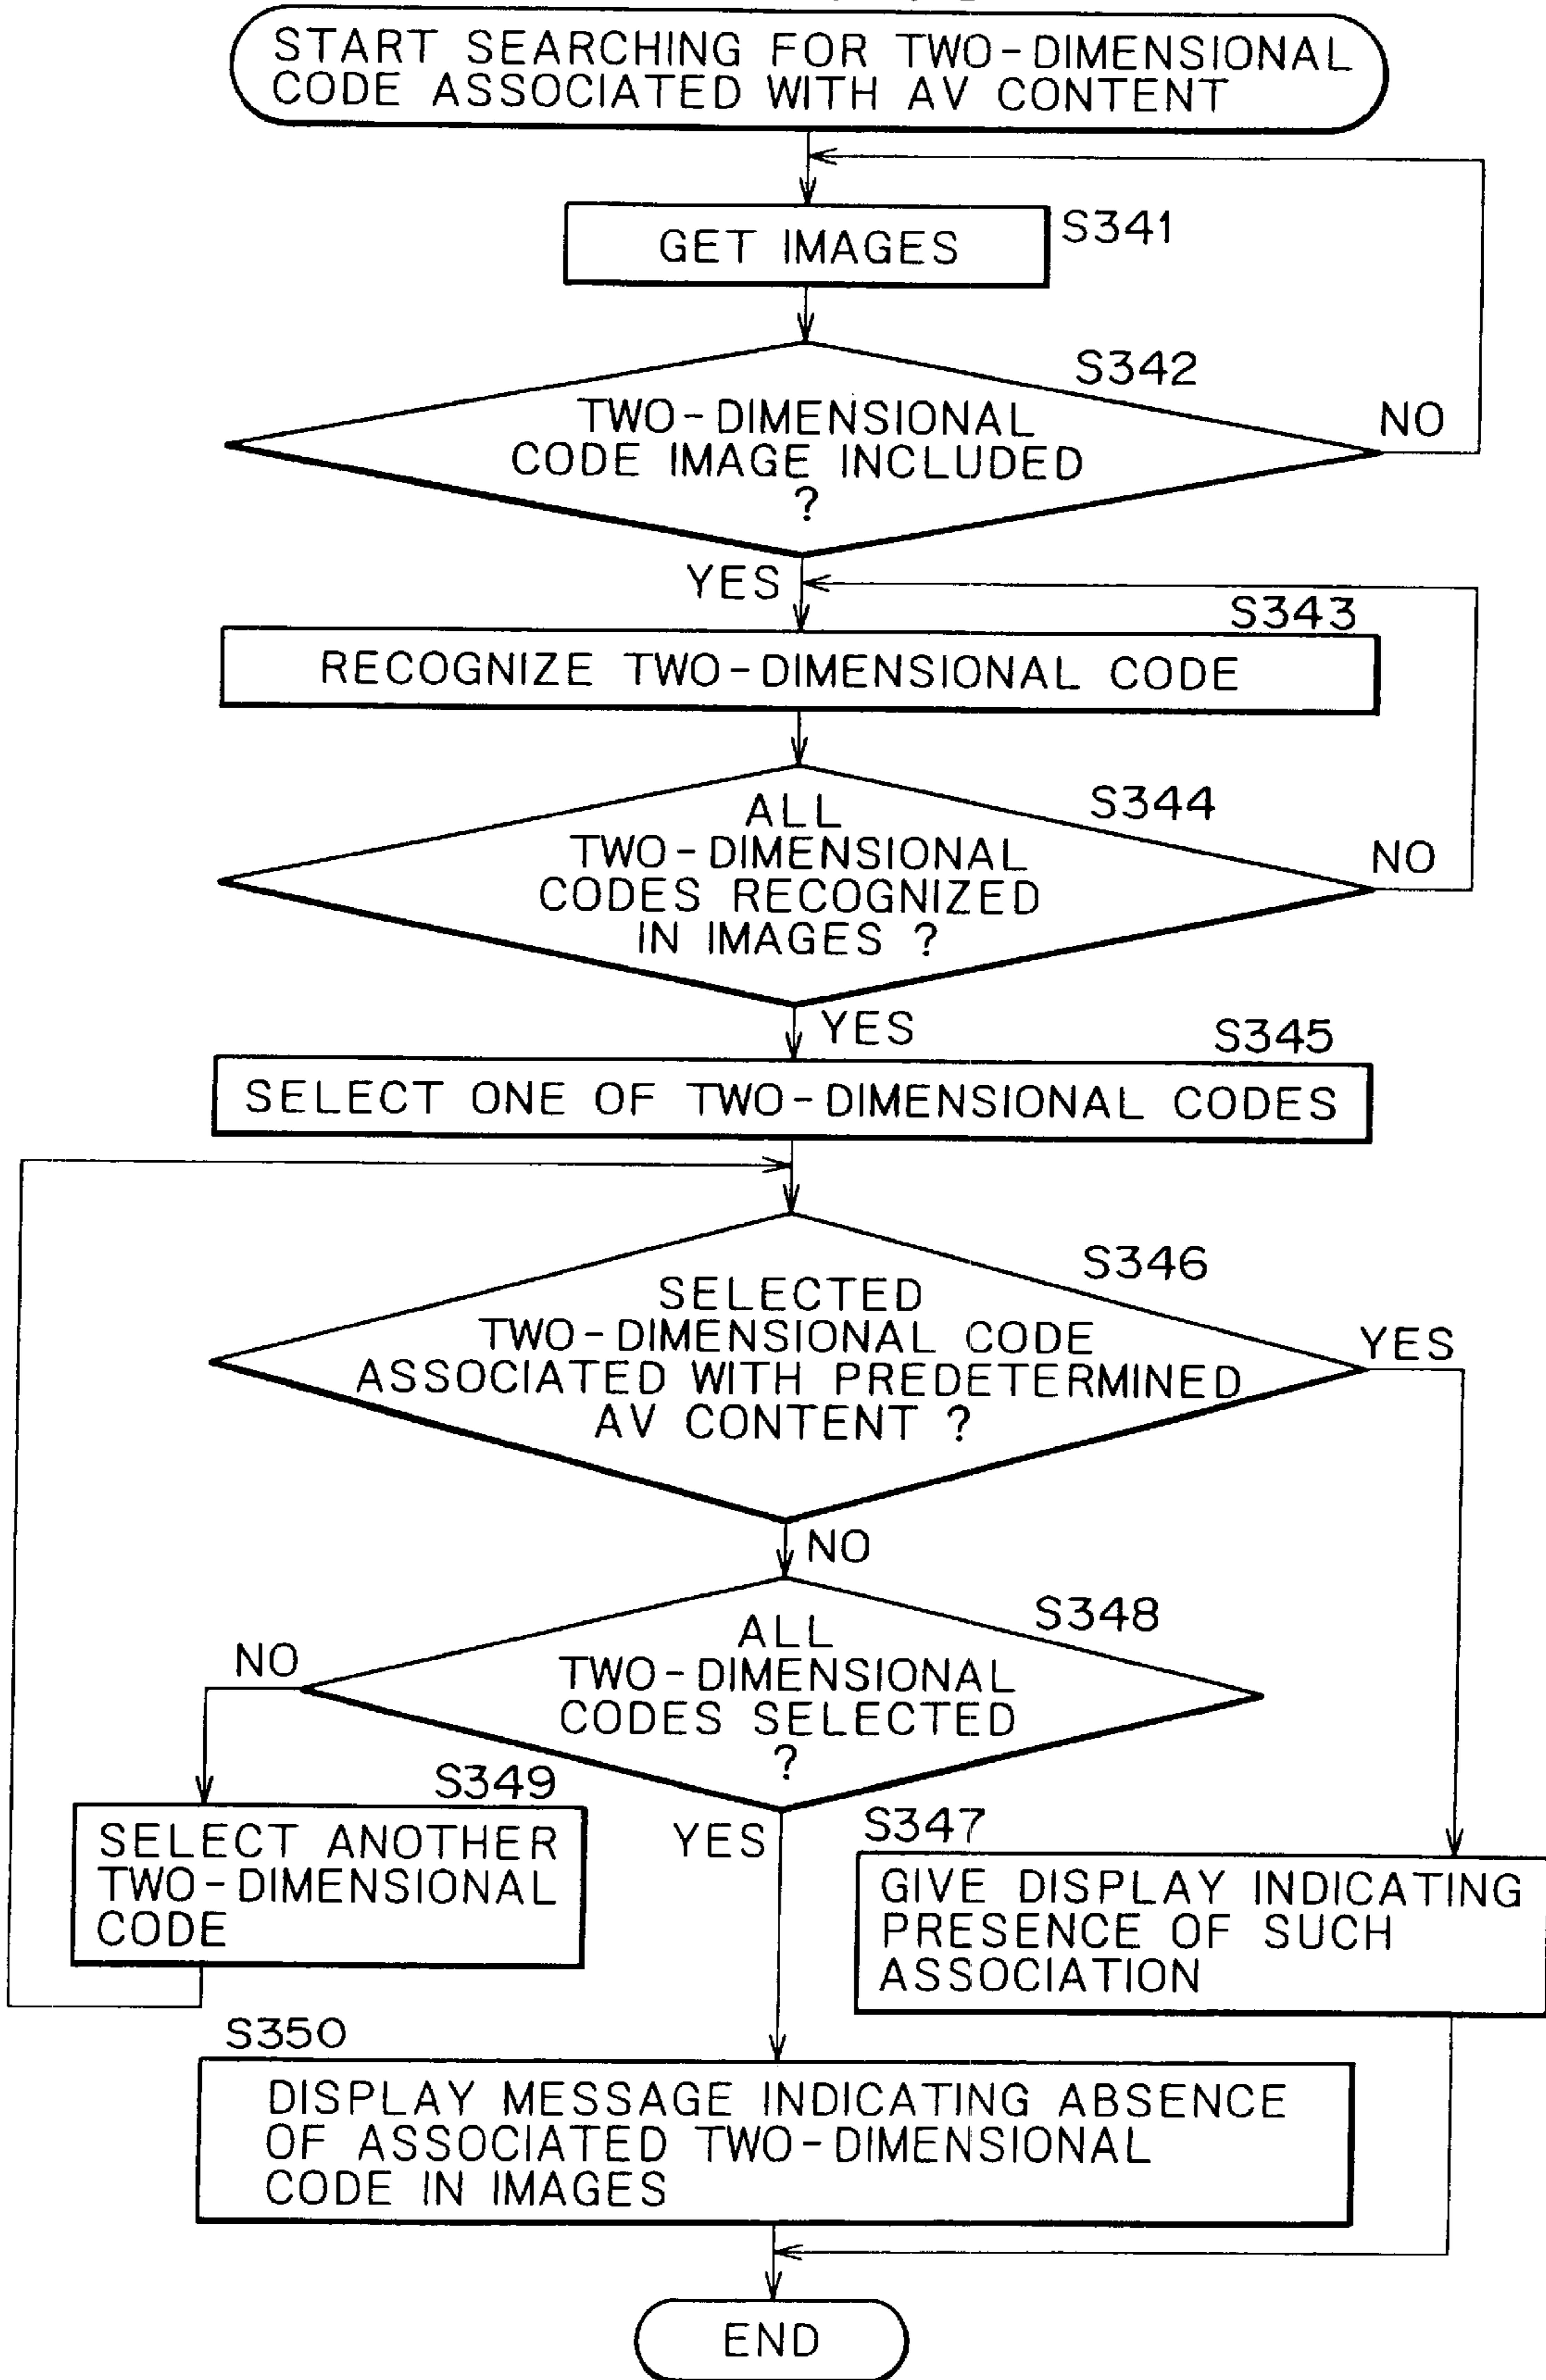 START SEARCHING FOR TWO-DIMENSIONAL
CODE ASSOCIATED WITH AV CONTENT
GET IMAGES
S341
S342
TWO-DIMENSIONAL
CODE IMAGE INCLUDED
?
NO
YES
S343
RECOGNIZE TWO-DIMENSIONAL CODE
S344
ALL
TWO-DIMENSIONAL
CODES RECOGNIZED
IN IMAGES ?
NO
YES
S345
SELECT ONE OF TWO-DIMENSIONAL CODES
S346
SELECTED
TWO-DIMENSIONAL CODE
ASSOCIATED WITH PREDETERMINED
AV CONTENT ?
YES
NO
S348
ALL
TWO-DIMENSIONAL
CODES SELECTED
?
NO
YES
S349
SELECT ANOTHER
TWO-DIMENSIONAL
CODE
S347
GIVE DISPLAY INDICATING
PRESENCE OF SUCH
ASSOCIATION
S350
DISPLAY MESSAGE INDICATING ABSENCE
OF ASSOCIATED TWO-DIMENSIONAL
CODE IN IMAGES
END